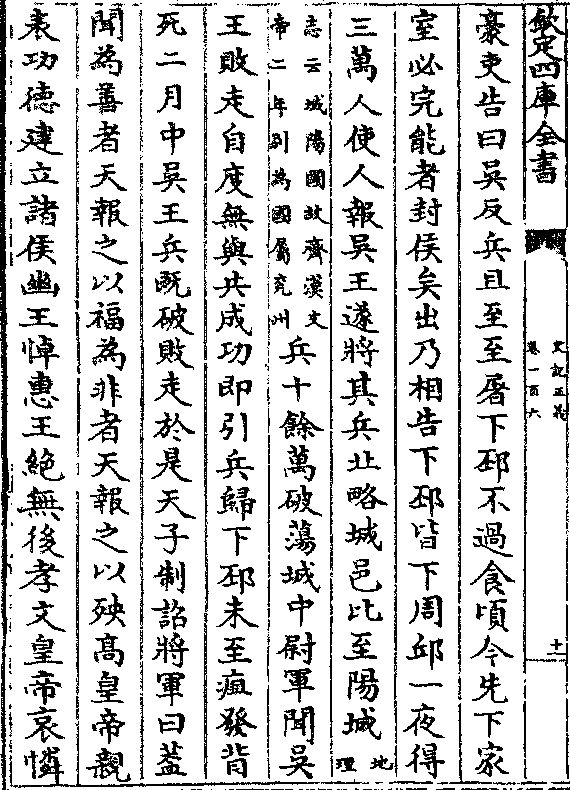 欽定四庫全書
史記正義
卷一百六
十一
豪吏告曰吳反兵且至至屠下邳不過食頃今先下家
室必完能者封侯矣出乃相告下邳皆下周邱一夜得
三萬人使人報吳王遂將其兵北略城邑比至陽城地理
志云城陽國故齊漢文
帝二年別為國屬兗州
兵十餘萬破蕩城中尉軍聞吳
王敗走自度無與共成功即引兵歸下邳未至疽發背
死二月中吳王兵既破敗走於是天子制詔將軍曰蓋
聞為善者天報之以福為非者天報之以殃髙皇帝親
表功德建立諸侯幽王悼惠王絶無後孝文皇帝哀憐